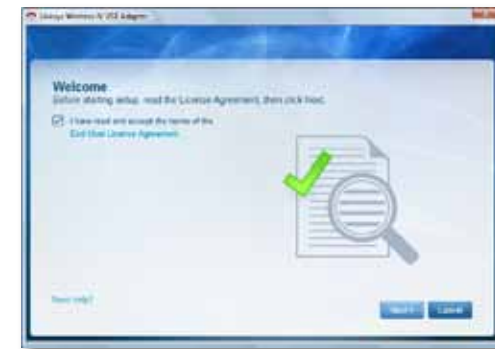 Linksys Wireless-N USB Adapter
Welcome
Before starting setup, read the License Agreement, then click Next.
I have read and accept the terms of the
End User License Agreement.
Need help?
Next
Cancel